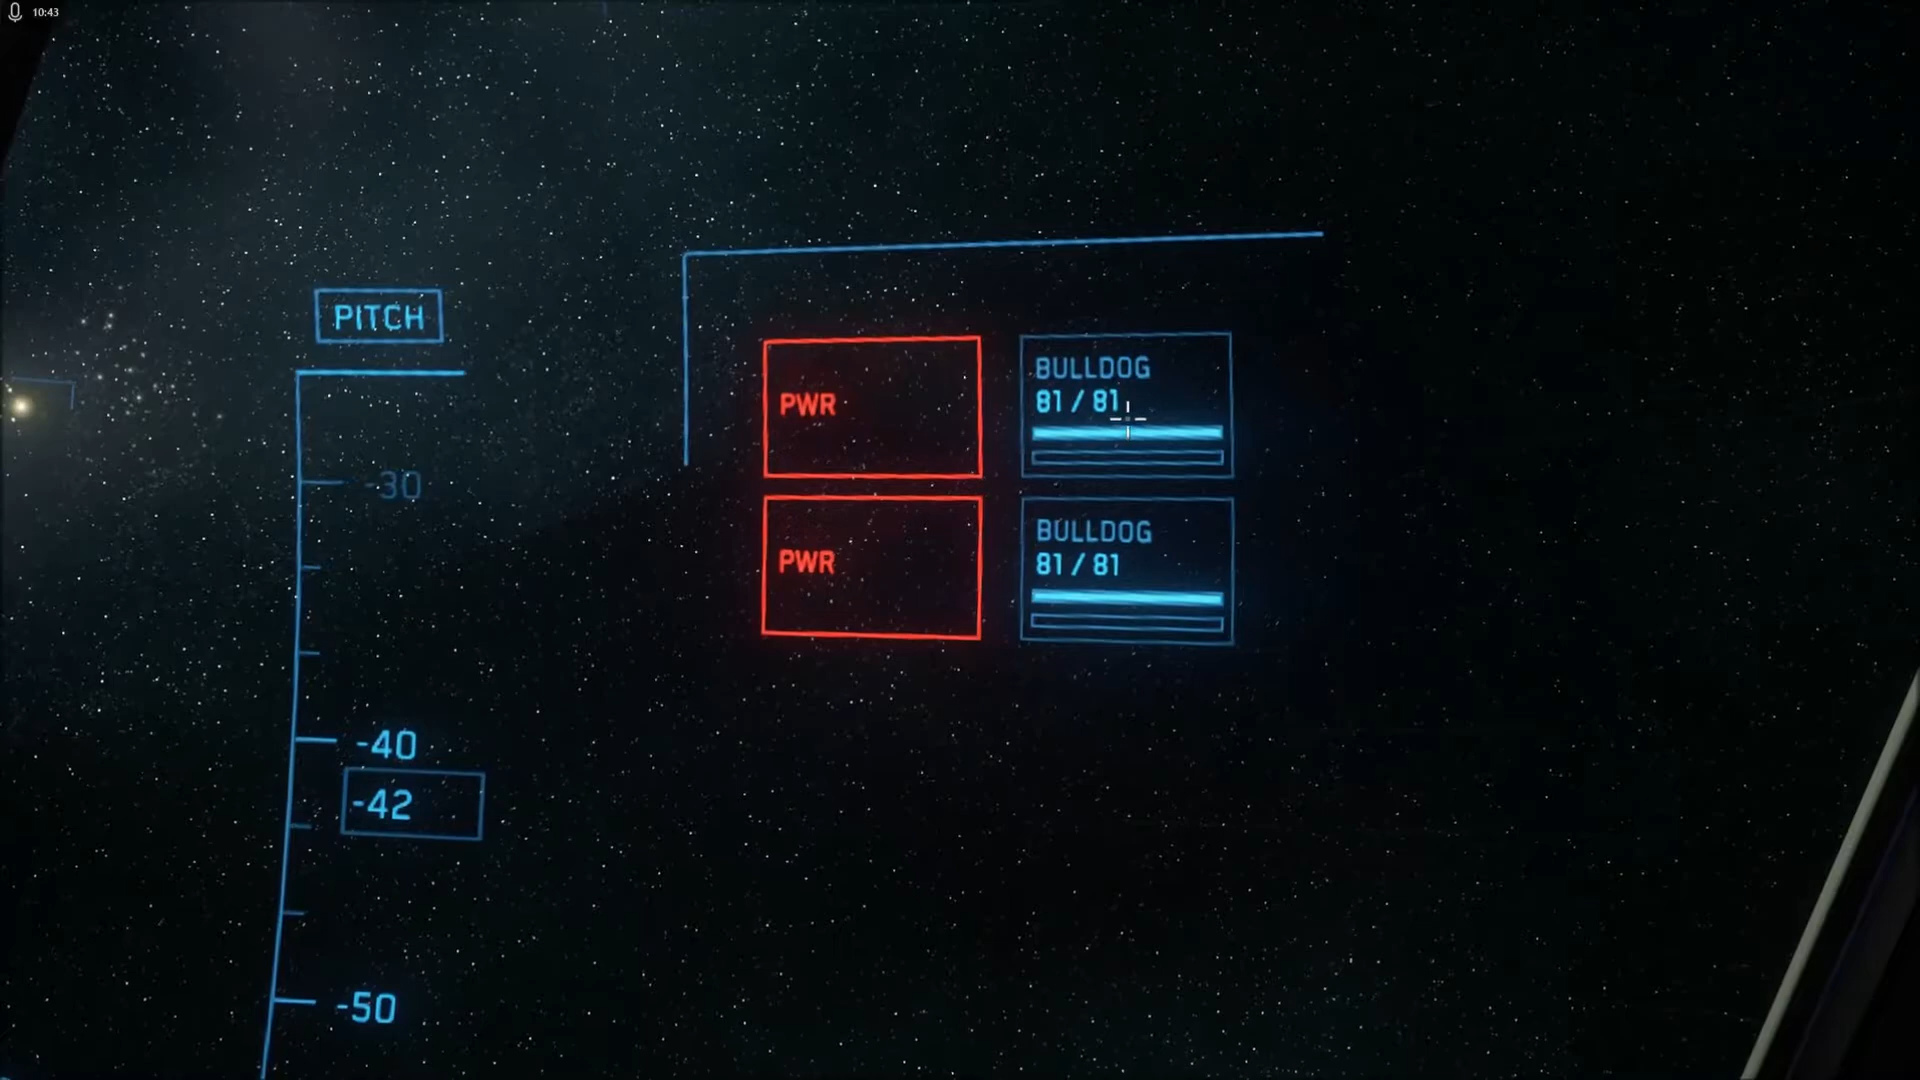 10:43
PITCH
-30
-40
-42
-50
PWR
BULLDOG
81 / 81
PWR
BULLDOG
81 / 81